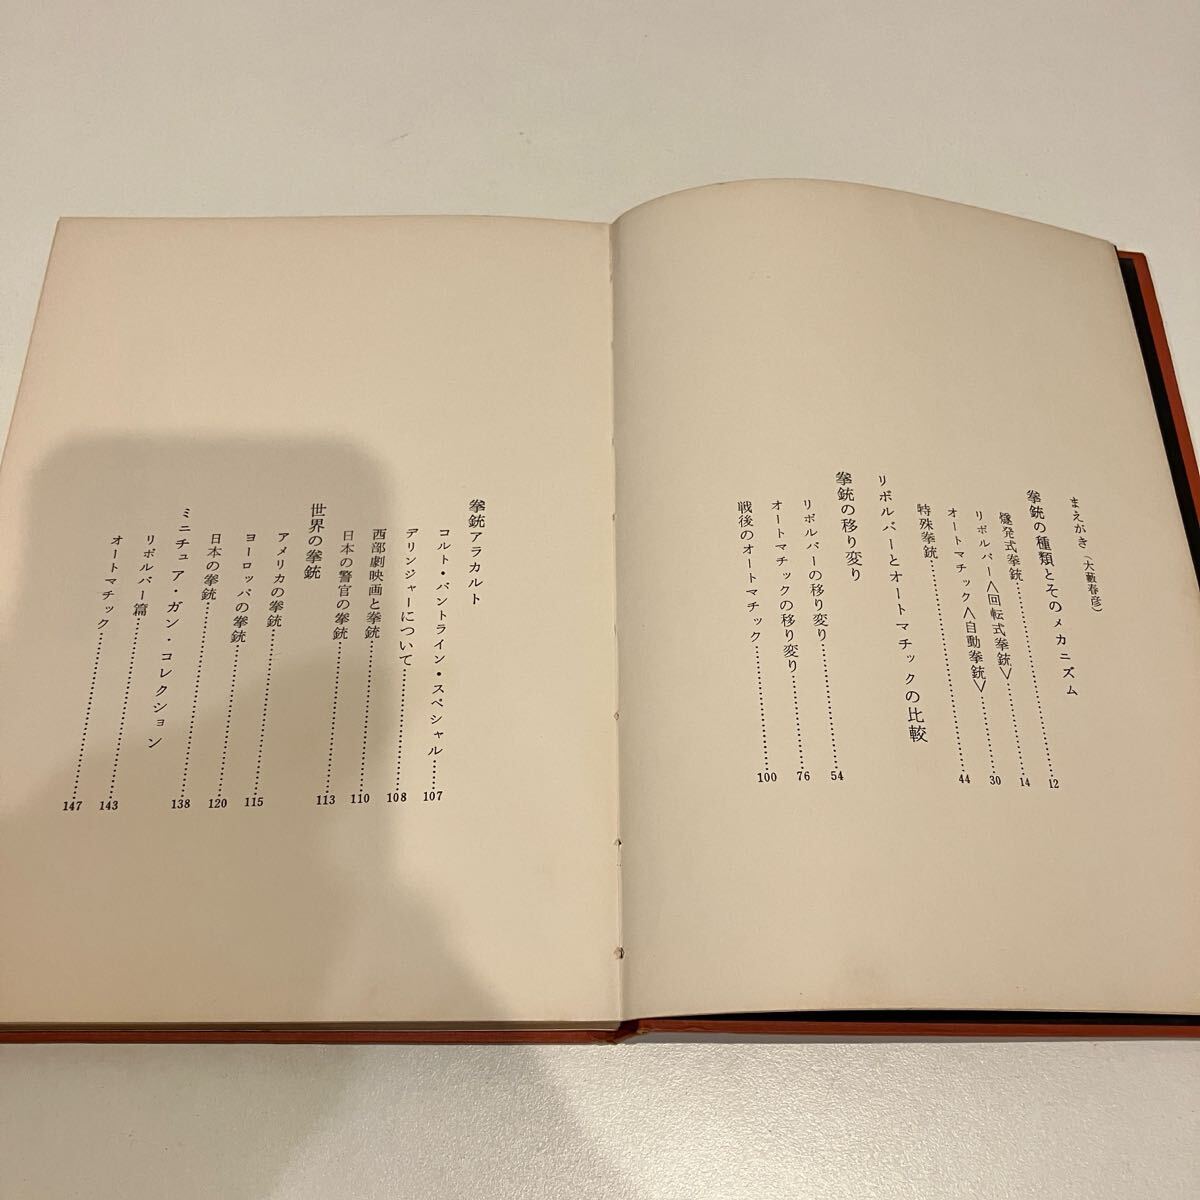 まえがき（大藪春彦）
拳銃の種類とそのメカニズム
燧発式拳銃……………………12
リボルバー〈回転式拳銃〉……14
オートマチック〈自動拳銃〉……30
特殊拳銃……………………44
リボルバーとオートマチックの比較
拳銃の移り変り
リボルバーの移り変り……………54
オートマチックの移り変り…………76
戦後のオートマチック……………100
拳銃アラカルト
コルト・バントライン・スペシャル……107
デリンジャーについて……………108
西部劇映画と拳銃………………110
日本の警官の拳銃………………113
世界の拳銃
アメリカの拳銃…………………115
ヨーロッパの拳銃………………120
日本の拳銃……………………138
ミニチュア・ガン・コレクション
リボルバー篇……………………143
オートマチック…………………147